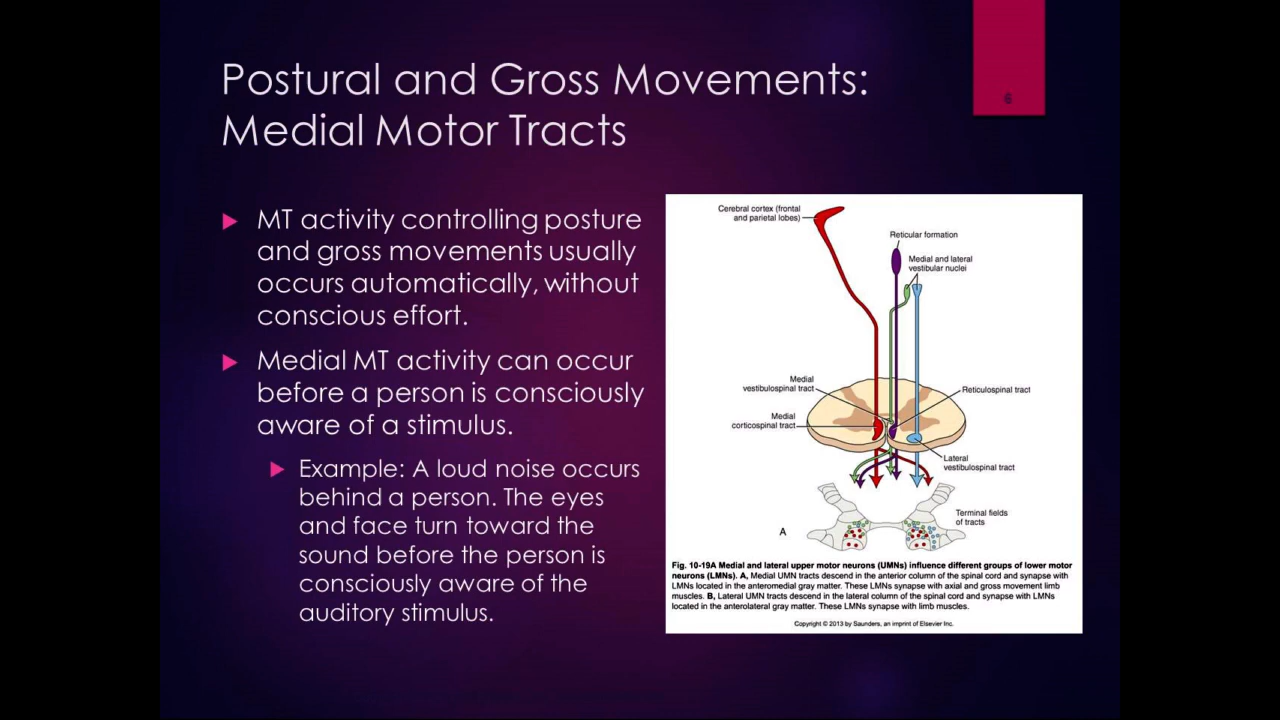 Postural and Gross Movements:
Medial Motor Tracts
6
MT activity controlling posture
and gross movements usually
occurs automatically, without
conscious effort.
Medial MT activity can occur
before a person is consciously
aware of a stimulus.
Example: A loud noise occurs
behind a person. The eyes
and face turn toward the
sound before the person is
consciously aware of the
auditory stimulus.
Cerebral cortex (frontal
and parietal lobes)
Reticular formation
Medial and lateral
vestibular nuclei
Medial
vestibulospinal tract
Reticulospinal tract
Medial
corticospinal tract
Lateral
vestibulospinal tract
Terminal fields
of tracts
A
Fig. 10-19A Medial and lateral upper motor neurons (UMNs) influence different groups of lower motor
neurons (LMNs). A, Medial UMN tracts descend in the anterior column of the spinal cord and synapse with
LMNs located in the anteromedial gray matter. These LMNs synapse with axial and gross movement limb
muscles. B, Lateral UMN tracts descend in the lateral column of the spinal cord and synapse with LMNs
located in the anterolateral gray matter. These LMNs synapse with limb muscles.
Copyright © 2013 by Saunders, an imprint of Elsevier Inc.